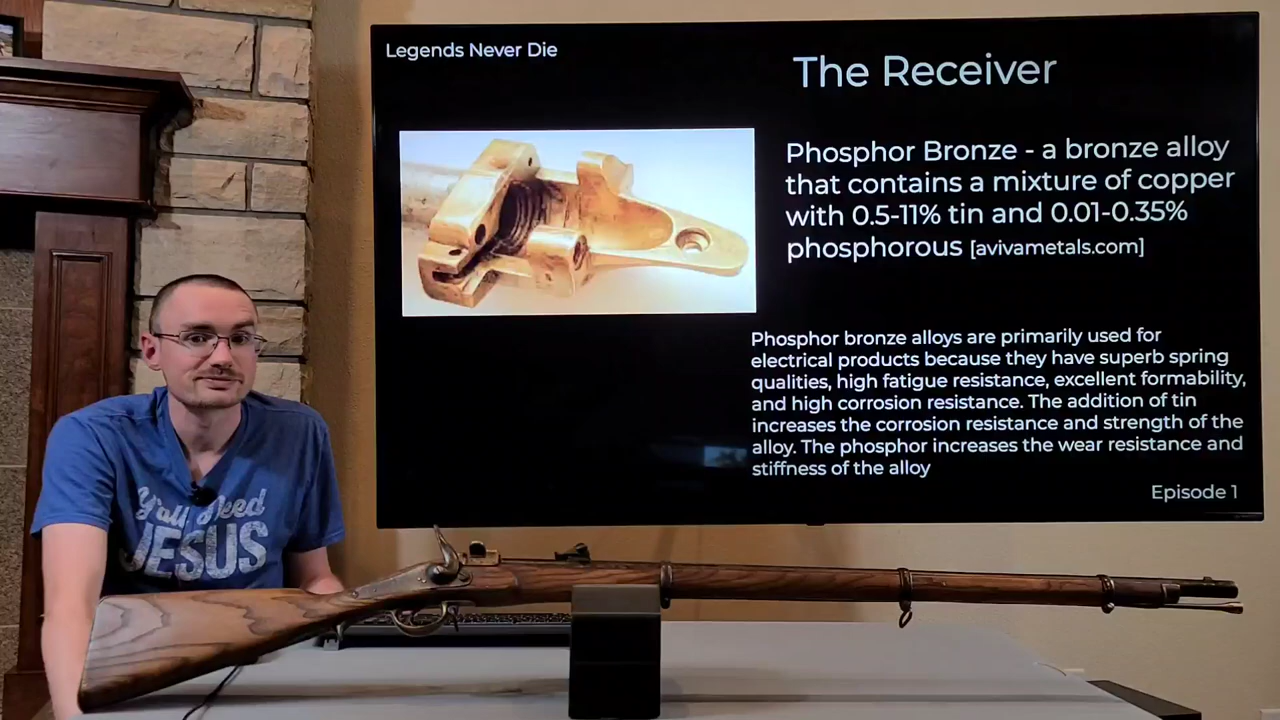 Legends Never Die
The Receiver
Phosphor Bronze - a bronze alloy
that contains a mixture of copper
with 0.5-11% tin and 0.01-0.35%
phosphorous [avivametals.com]
Phosphor bronze alloys are primarily used for
electrical products because they have superb spring
qualities, high fatigue resistance, excellent formability,
and high corrosion resistance. The addition of tin
increases the corrosion resistance and strength of the
alloy. The phosphor increases the wear resistance and
stiffness of the alloy
Episode 1
Y'all Need
JESUS